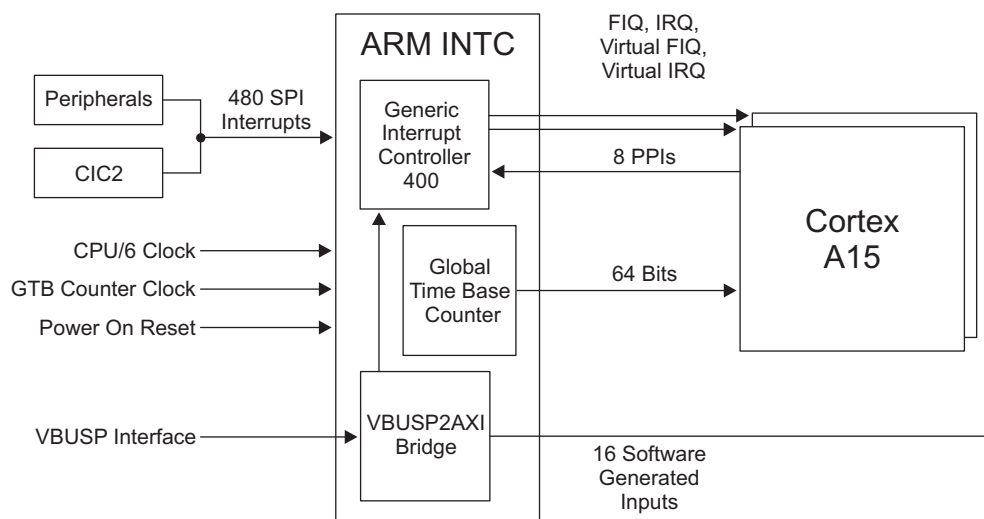 FIQ, IRQ,
Virtual FIQ,
Virtual IRQ
ARM INTC
Peripherals
CIC2
480 SPI
Interrupts
Generic
Interrupt
Controller
400
8 PPIs
Cortex
A15
CPU/6 Clock
GTB Counter Clock
Power On Reset
Global
Time Base
Counter
64 Bits
VBUSP Interface
VBUSP2AXI
Bridge
16 Software
Generated
Inputs